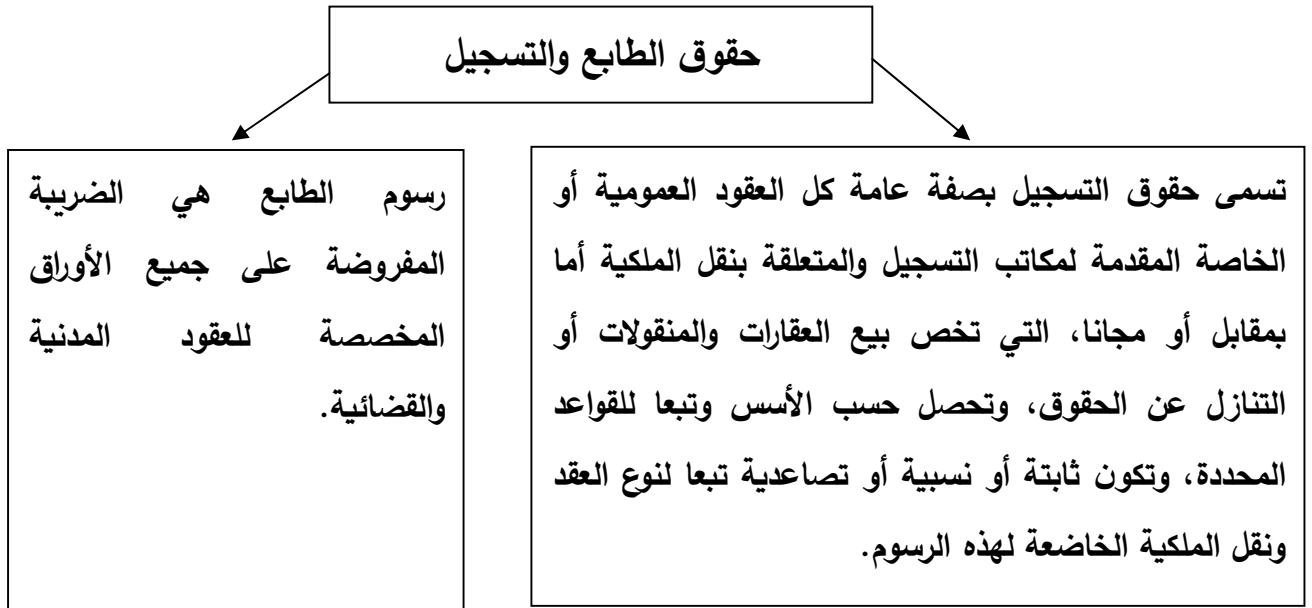 حقوق الطابع والتسجيل
تسمى حقوق التسجيل بصفة عامة كل العقود العمومية أو
الخاصة المقدمة لمكاتب التسجيل والمتعلقة بنقل الملكية أما
بمقابل أو مجانا، التي تخص بيع العقارات والمنقولات أو
التنازل عن الحقوق، وتحصل حسب الأسس وتبعا للقواعد
المحددة، وتكون ثابتة أو نسبية أو تصاعدية تبعا لنوع العقد
ونقل الملكية الخاضعة لهذه الرسوم.
رسوم الطابع هي الضريبة
المفروضة على جميع الأوراق
المخصصة للعقود المدنية
والقضائية.